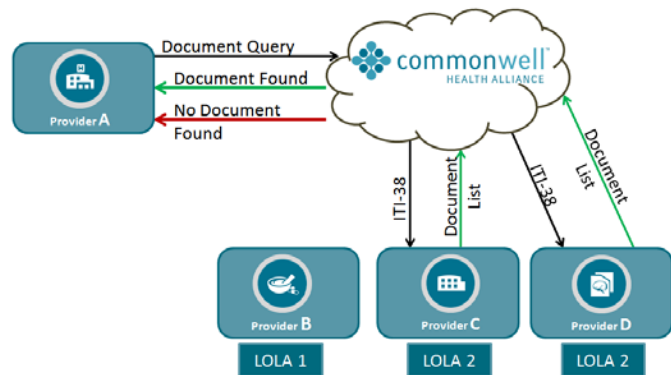 Document Query
Document Found
No Document
Found
Provider A
commonwell™
HEALTH ALLIANCE
ITI-38
Document
List
ITI-38
Document
List
Provider B
Provider C
Provider D
LOLA 1
LOLA 2
LOLA 2